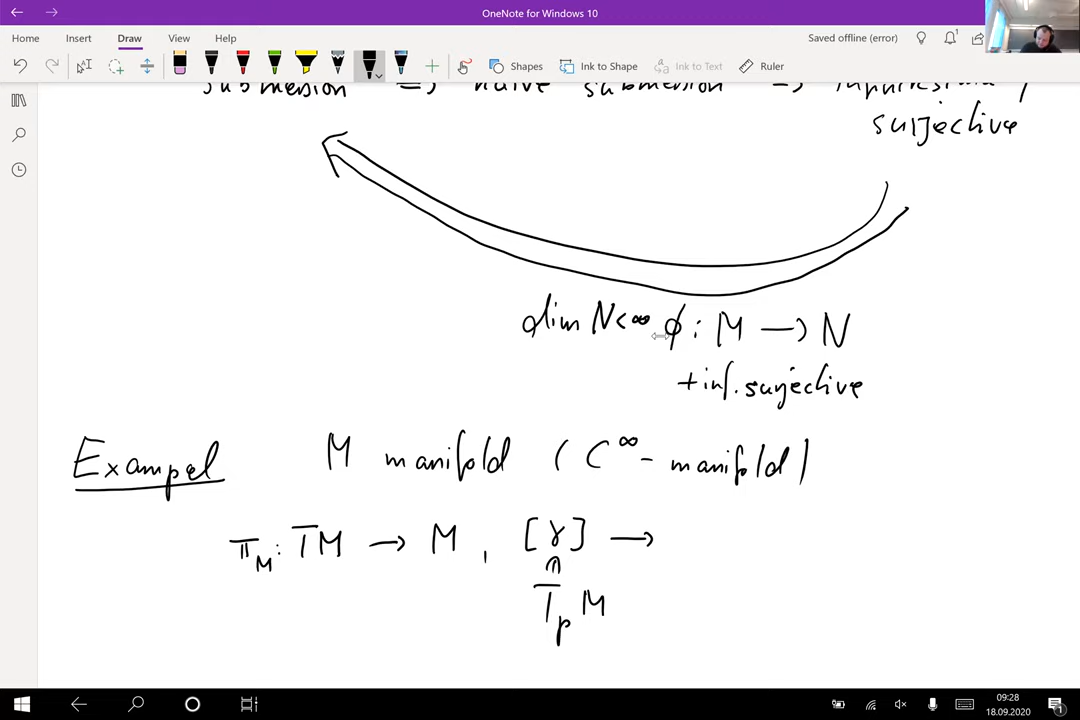 OneNote for Windows 10
Home Insert Draw View Help Saved offline (error)
Shapes Ink to Shape Ink to Text Ruler
submersion => naive submersion =>
surjective
dim N<∞ ϕ : M → N
+ inf. surjective
Exampel M manifold ( C^∞ - manifold )
π_M : TM → M , [γ] →
∩
T_p M
09:28
18.09.2020